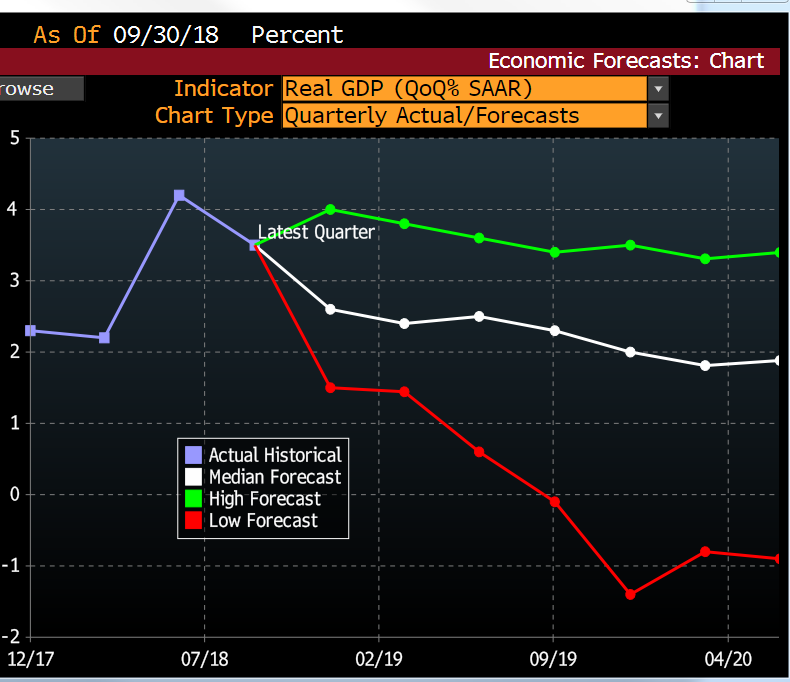 As Of 09/30/18 Percent
Economic Forecasts: Chart
rowse
Indicator Real GDP (QoQ% SAAR)
Chart Type Quarterly Actual/Forecasts
5
4
Latest Quarter
3
2
1
Actual Historical
Median Forecast
0
High Forecast
Low Forecast
-1
-2
12/17 07/18 02/19 09/19 04/20